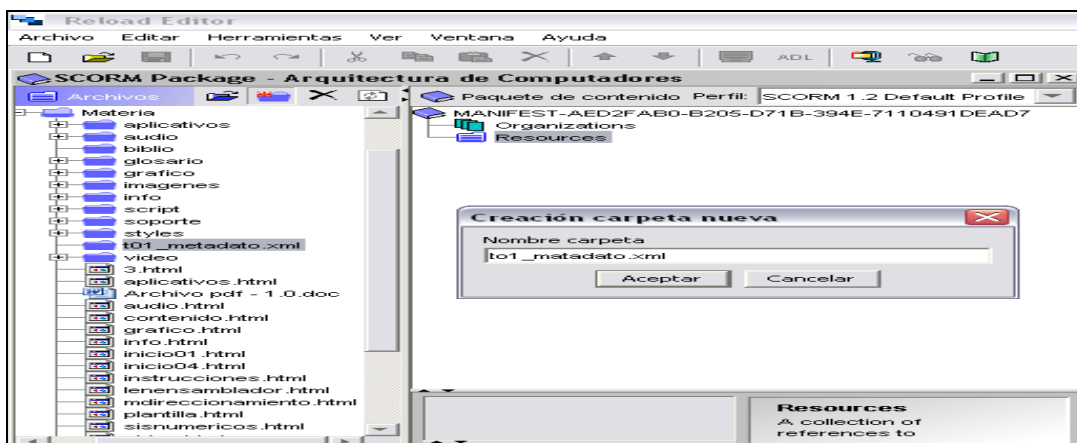 Reload Editor
Archivo Editar Herramientas Ver Ventana Ayuda
ADL
SCORM Package - Arquitectura de Computadores
Archivos
Paquete de contenido Perfil: SCORM 1.2 Default Profile
Materia
aplicativos
audio
biblio
glosario
grafico
imagenes
info
script
soporte
styles
t01_metadato.xml
video
3.html
aplicativos.html
Archivo pdf - 1.0.doc
audio.html
contenido.html
grafico.html
info.html
inicio01.html
inicio04.html
instrucciones.html
lenensamblador.html
mdireccionamiento.html
plantilla.html
sisnumericos.html
MANIFEST-AED2FAB0-B205-D71B-394E-7110491DEAD7
Organizations
Resources
Creación carpeta nueva
Nombre carpeta
to1_matadato.xml
Aceptar Cancelar
Resources
A collection of
references to